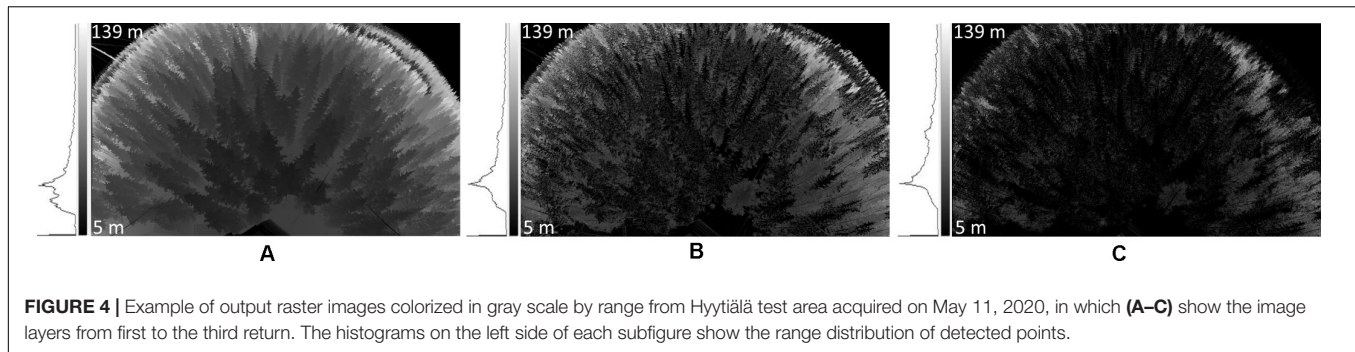 139 m
139 m
139 m
5 m
5 m
5 m
A
B
C
FIGURE 4 | Example of output raster images colorized in gray scale by range from Hyytiälä test area acquired on May 11, 2020, in which (A–C) show the image
layers from first to the third return. The histograms on the left side of each subfigure show the range distribution of detected points.